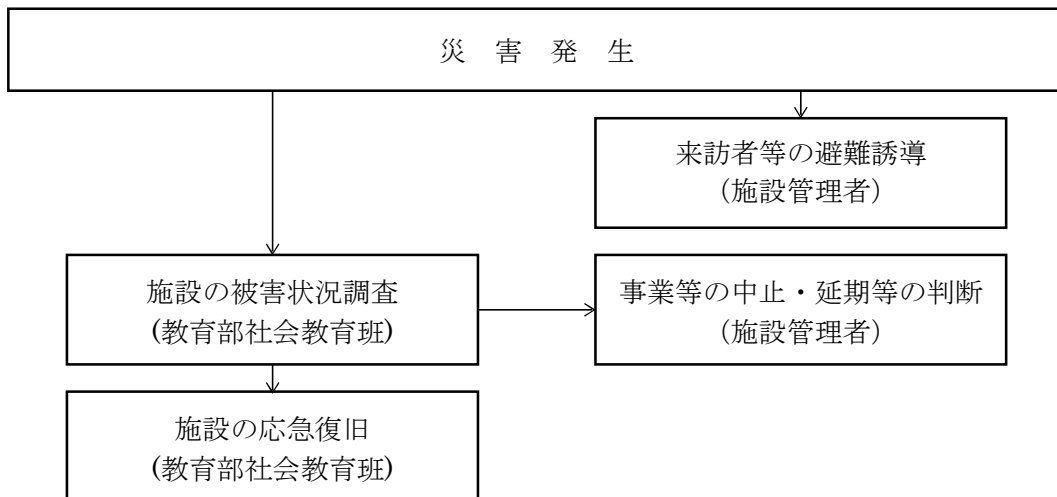 災 害 発 生
来訪者等の避難誘導
（施設管理者）
施設の被害状況調査
(教育部社会教育班)
事業等の中止・延期等の判断
（施設管理者）
施設の応急復旧
(教育部社会教育班)